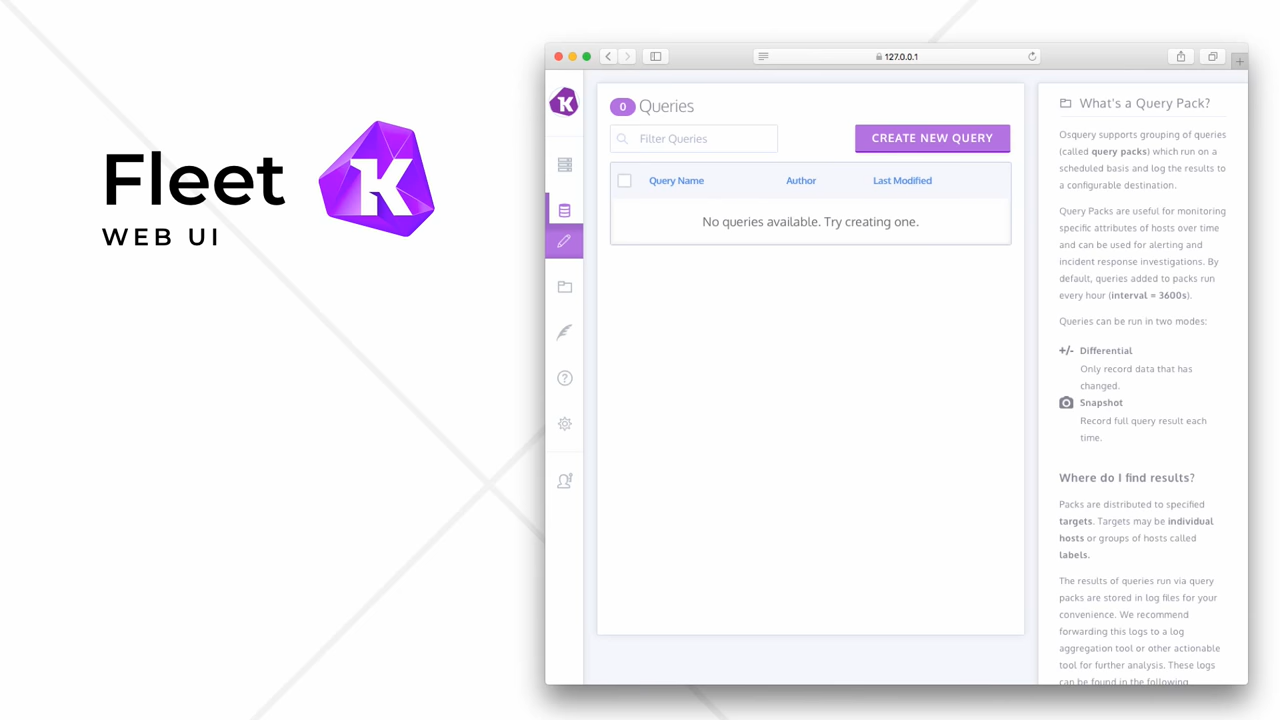 Fleet
WEB UI
K
127.0.0.1
K
0 Queries
Filter Queries
CREATE NEW QUERY
Query Name Author Last Modified
No queries available. Try creating one.
What's a Query Pack?
Osquery supports grouping of queries
(called query packs) which run on a
scheduled basis and log the results to
a configurable destination.
Query Packs are useful for monitoring
specific attributes of hosts over time
and can be used for alerting and
incident response investigations. By
default, queries added to packs run
every hour (interval = 3600s).
Queries can be run in two modes:
+/- Differential
Only record data that has
changed.
Snapshot
Record full query result each
time.
Where do I find results?
Packs are distributed to specified
targets. Targets may be individual
hosts or groups of hosts called
labels.
The results of queries run via query
packs are stored in log files for your
convenience. We recommend
forwarding this logs to a log
aggregation tool or other actionable
tool for further analysis. These logs
can be found in the following